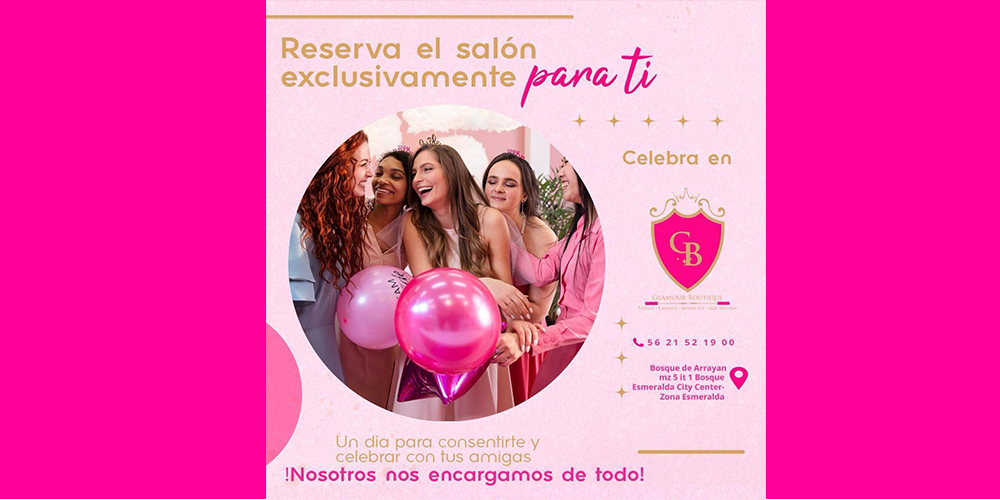 Reserva el salón
exclusivamente para ti
Celebra en
GB
GLAMOUR BOUTIQUE
56 21 52 19 00
Bosque de Arrayan
mz 5 it 1 Bosque
Esmeralda City Center-
Zona Esmeralda
Un día para consentirte y
celebrar con tus amigas
!Nosotros nos encargamos de todo!